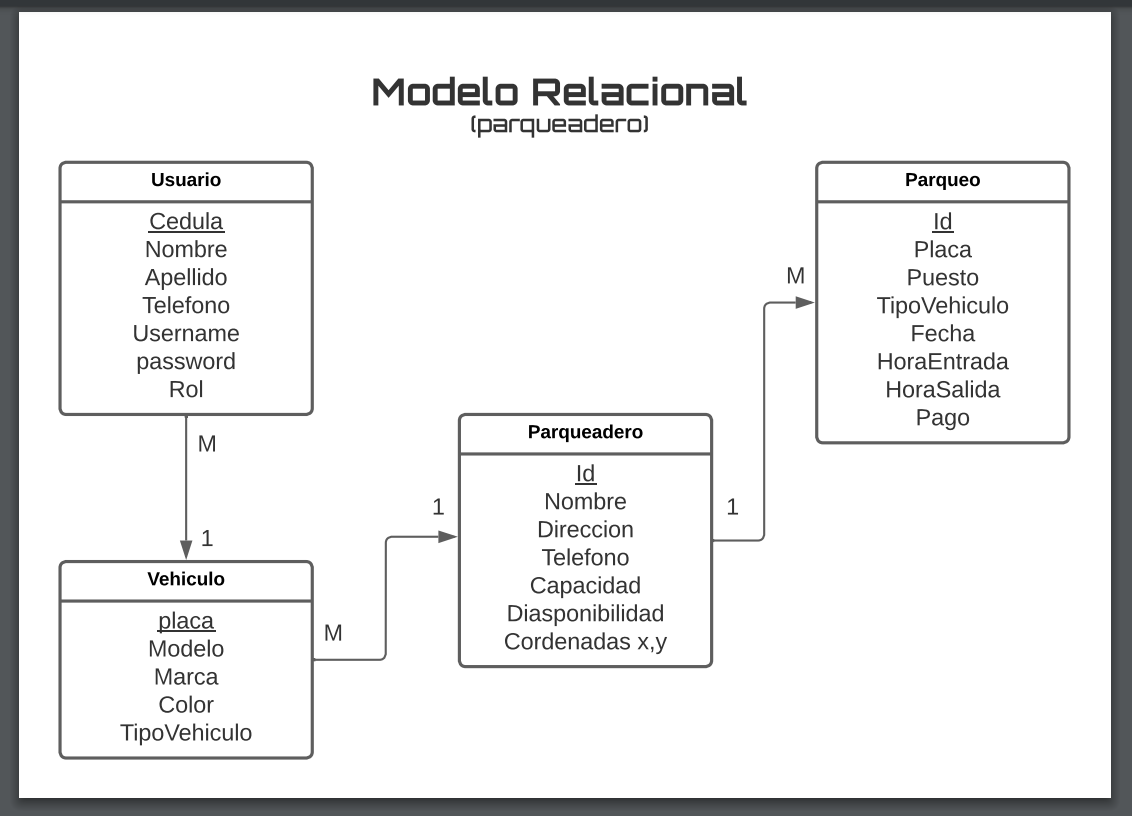 Modelo Relacional
(parqueadero)
Usuario
Cedula
Nombre
Apellido
Telefono
Username
password
Rol
M
1
Vehiculo
placa
Modelo
Marca
Color
TipoVehiculo
M
1
Parqueadero
Id
Nombre
Direccion
Telefono
Capacidad
Diasponibilidad
Cordenadas x,y
1
M
Parqueo
Id
Placa
Puesto
TipoVehiculo
Fecha
HoraEntrada
HoraSalida
Pago